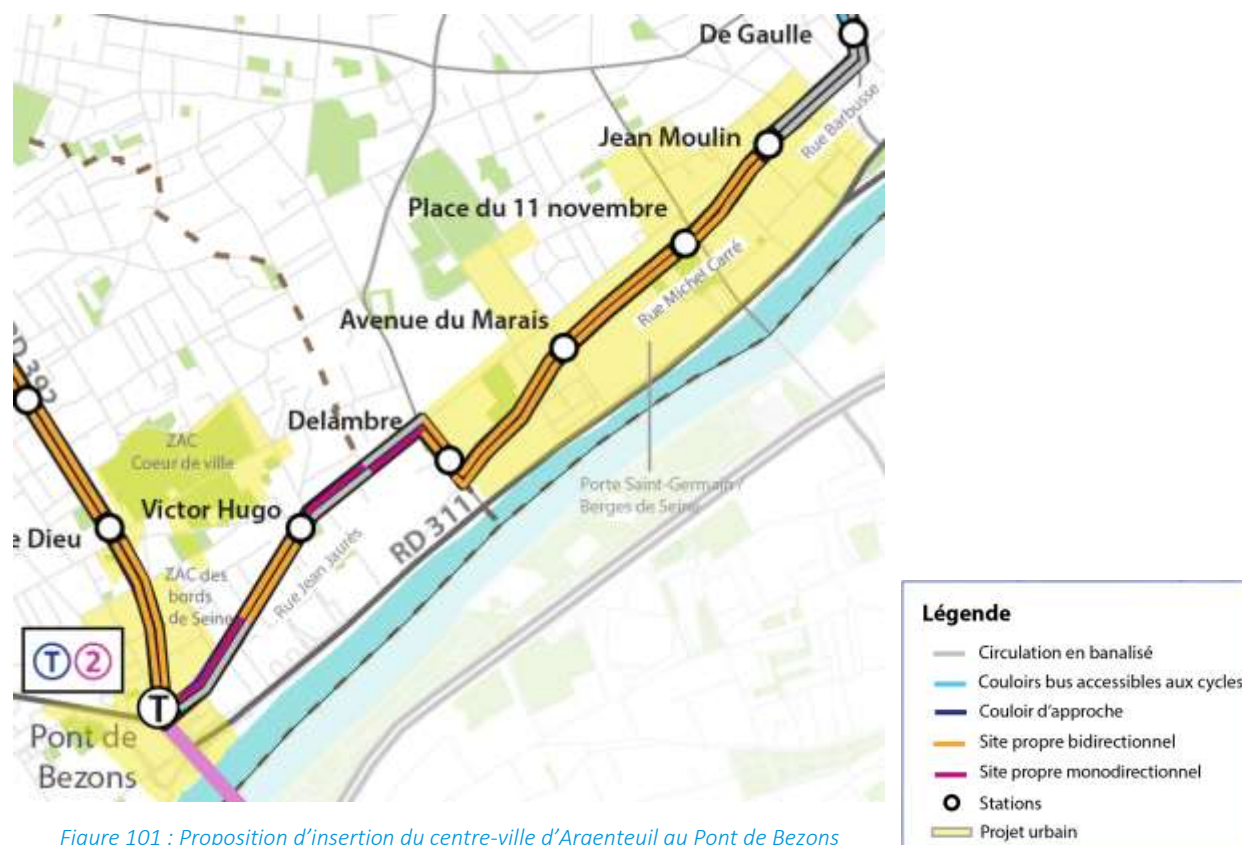 De Gaulle
Rue Barbusse
Jean Moulin
Place du 11 novembre
Rue Michel Carré
Avenue du Marais
RD 392
Delambre
ZAC
Coeur de ville
Porte Saint-Germain /
Berges de Seine
Victor Hugo
e Dieu
RD 311
Rue Jean Jaurès
ZAC des
bords
de Seine
T 2
T
Pont de
Bezons
Légende
Circulation en banalisé
Couloirs bus accessibles aux cycles
Couloir d'approche
Site propre bidirectionnel
Site propre monodirectionnel
Stations
Projet urbain
Figure 101 : Proposition d'insertion du centre-ville d'Argenteuil au Pont de Bezons